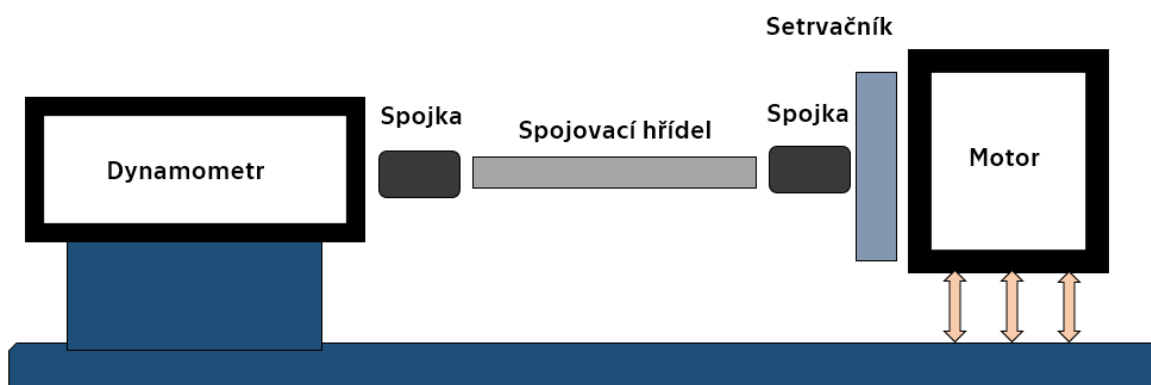 Setrvačník
Spojka
Spojovací hřídel
Spojka
Dynamometr
Motor